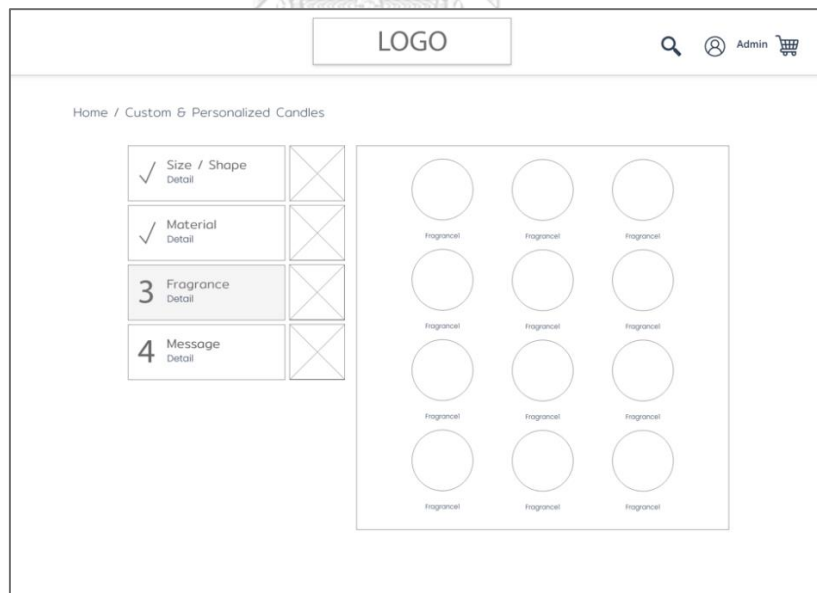 LOGO
Admin
Home / Custom & Personalized Candles
Size / Shape
Detail
Material
Detail
3 Fragrance
Detail
4 Message
Detail
Fragrance1 Fragrance1 Fragrance1
Fragrance1 Fragrance1 Fragrance1
Fragrance1 Fragrance1 Fragrance1
Fragrance1 Fragrance1 Fragrance1